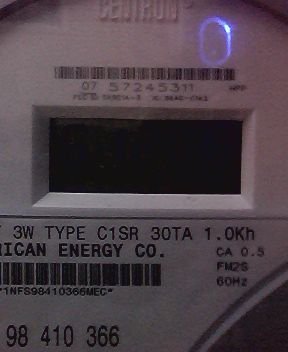 CENTRON
07 57245311
3W TYPE C1SR 30TA 1.0Kh
RICAN ENERGY CO. CA 0.5
FM2S
60Hz
*1NFS98410366MEC*
98 410 366